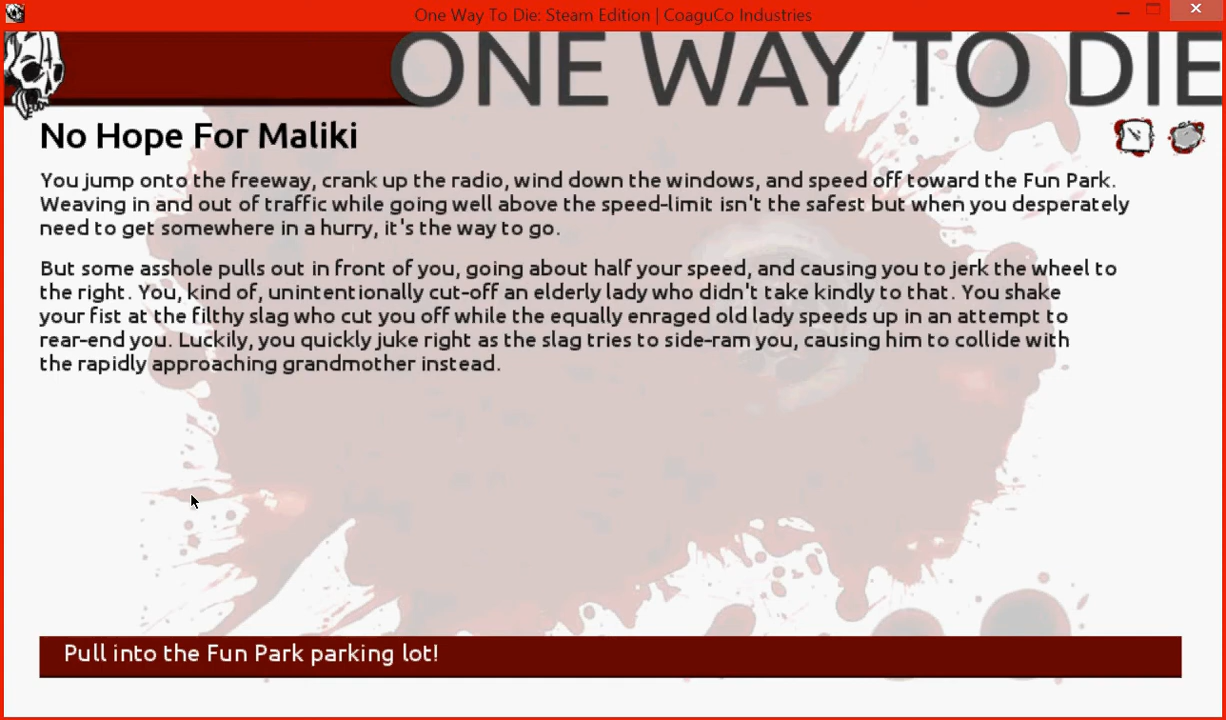 One Way To Die: Steam Edition | CoaguCo Industries
ONE WAY TO DIE
No Hope For Maliki
You jump onto the freeway, crank up the radio, wind down the windows, and speed off toward the Fun Park.
Weaving in and out of traffic while going well above the speed-limit isn't the safest but when you desperately
need to get somewhere in a hurry, it's the way to go.
But some asshole pulls out in front of you, going about half your speed, and causing you to jerk the wheel to
the right. You, kind of, unintentionally cut-off an elderly lady who didn't take kindly to that. You shake
your fist at the filthy slag who cut you off while the equally enraged old lady speeds up in an attempt to
rear-end you. Luckily, you quickly juke right as the slag tries to side-ram you, causing him to collide with
the rapidly approaching grandmother instead.
Pull into the Fun Park parking lot!